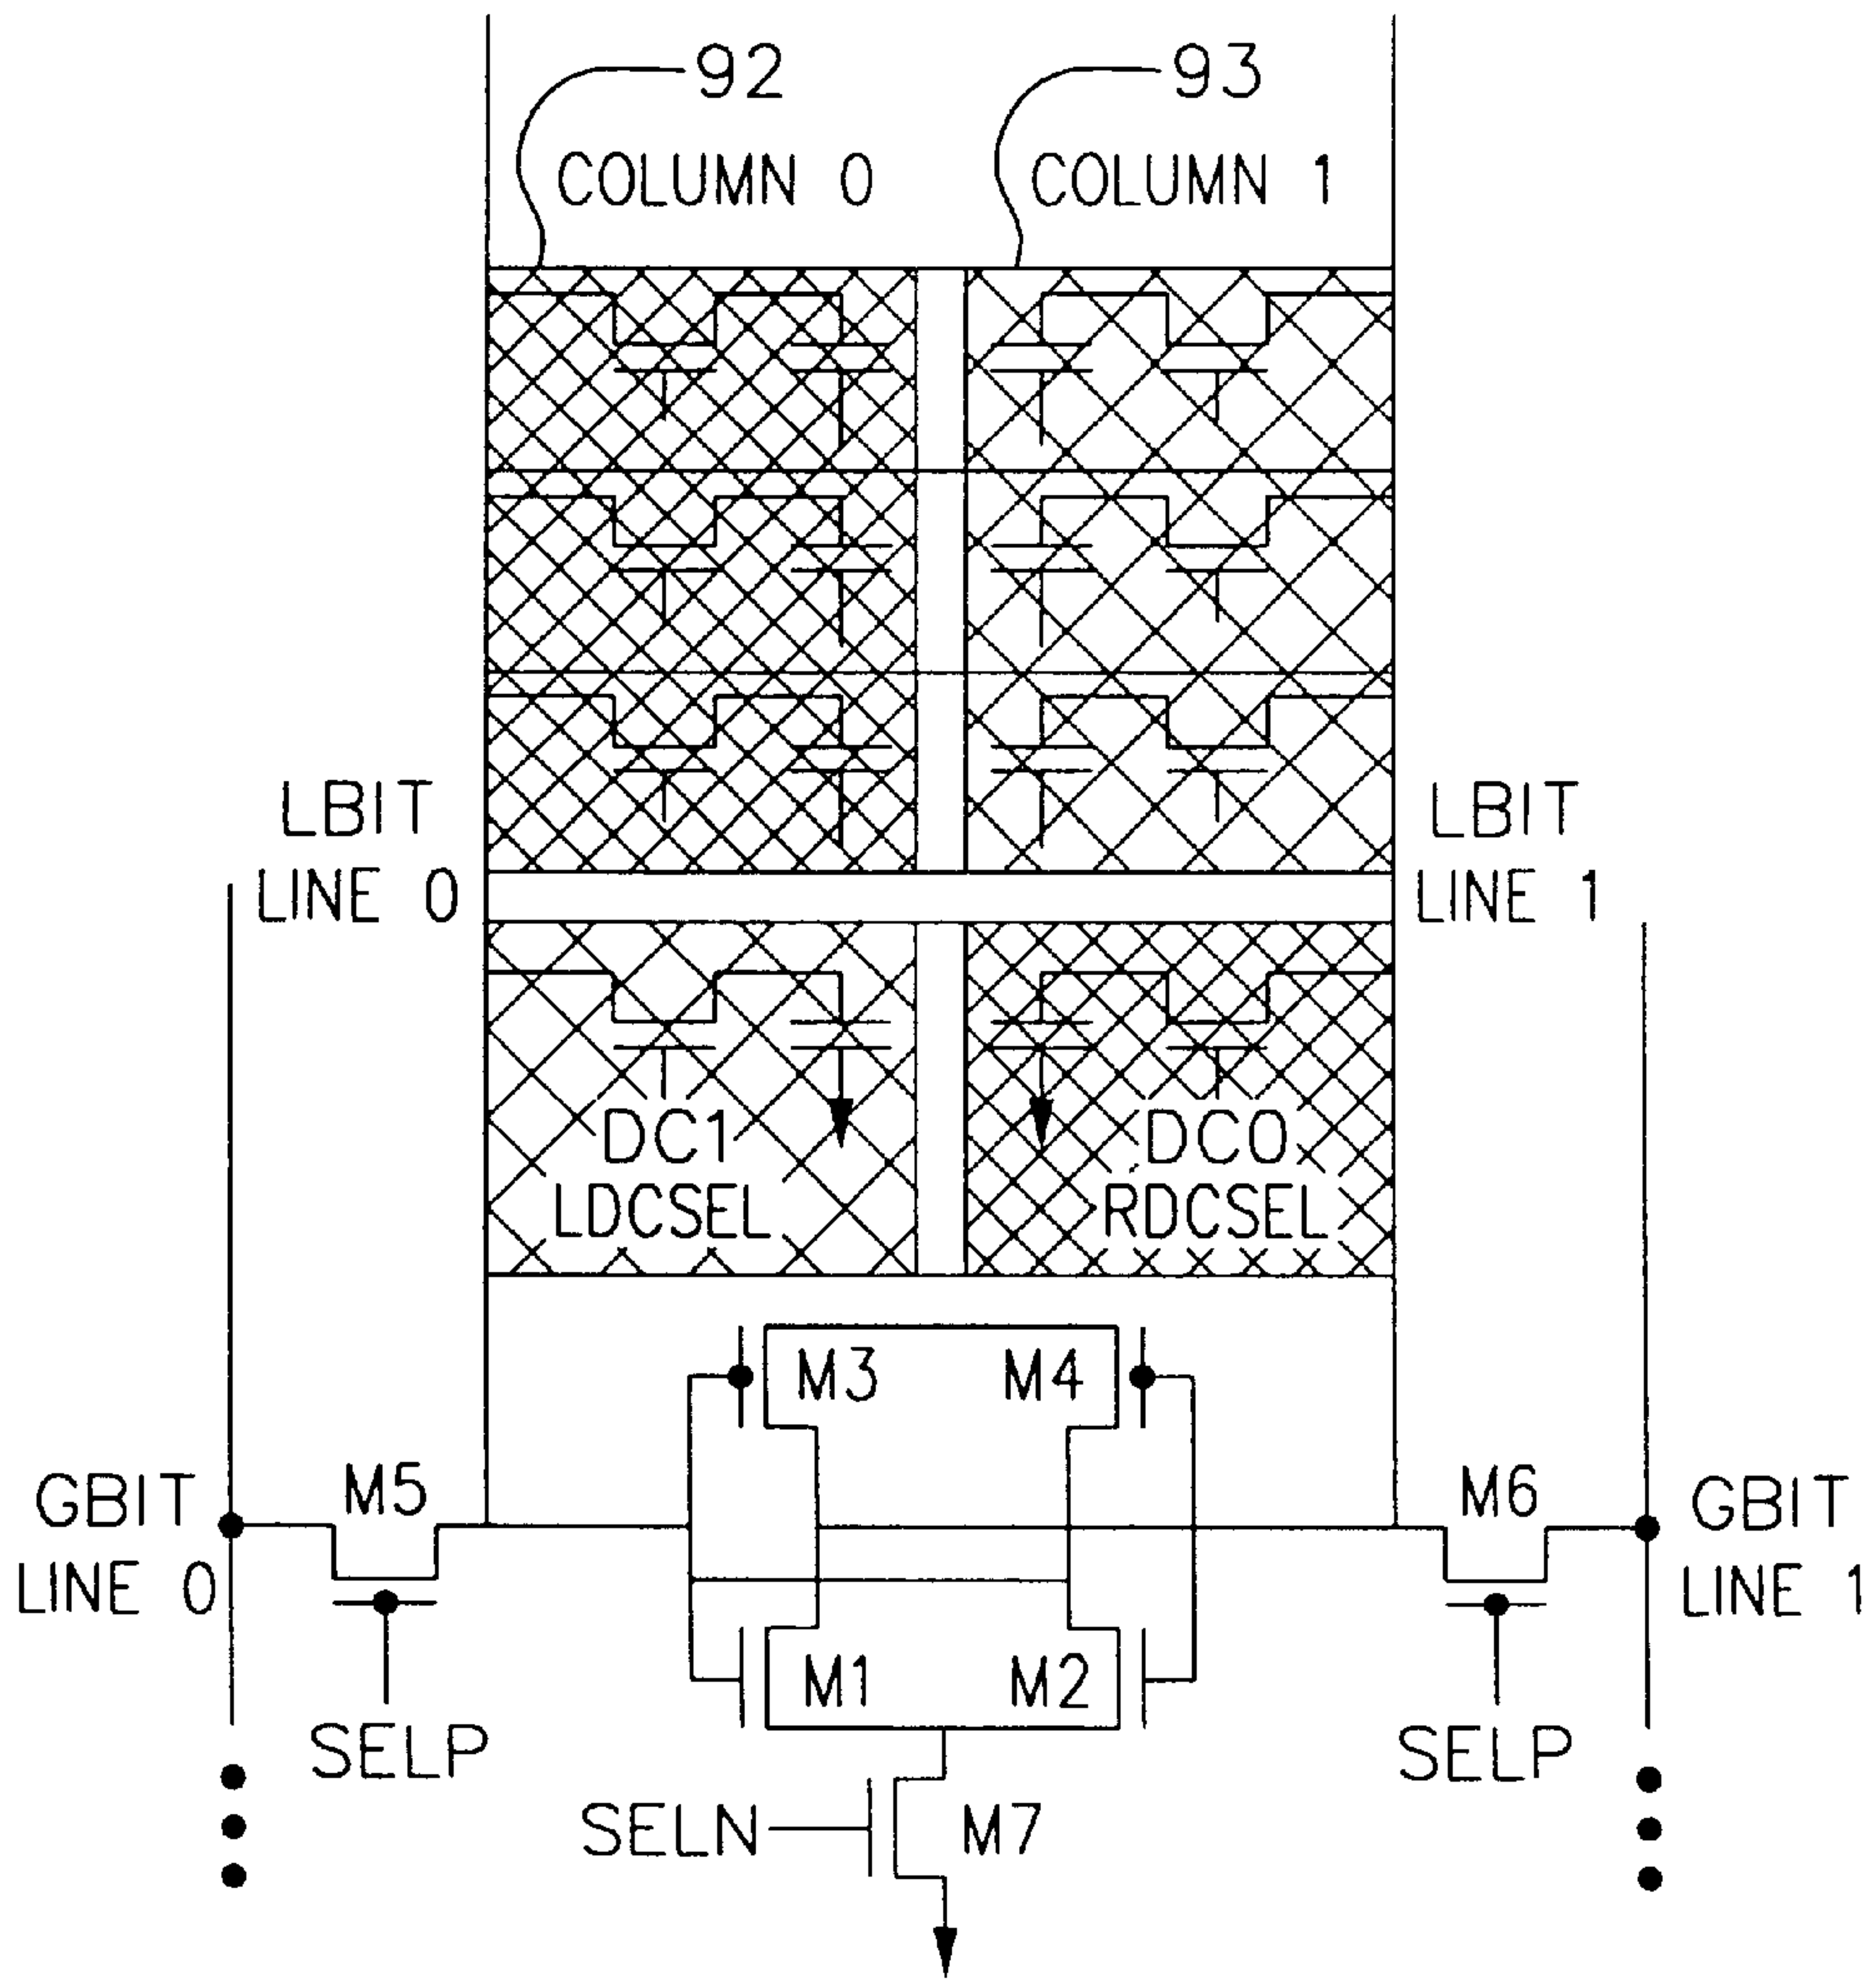 92
93
COLUMN 0
COLUMN 1
LBIT
LINE 0
LBIT
LINE 1
DC1
LDCSEL
DC0
RDCSEL
M3
M4
GBIT
LINE 0
M5
M6
GBIT
LINE 1
M1
M2
SELP
SELP
SELN
M7